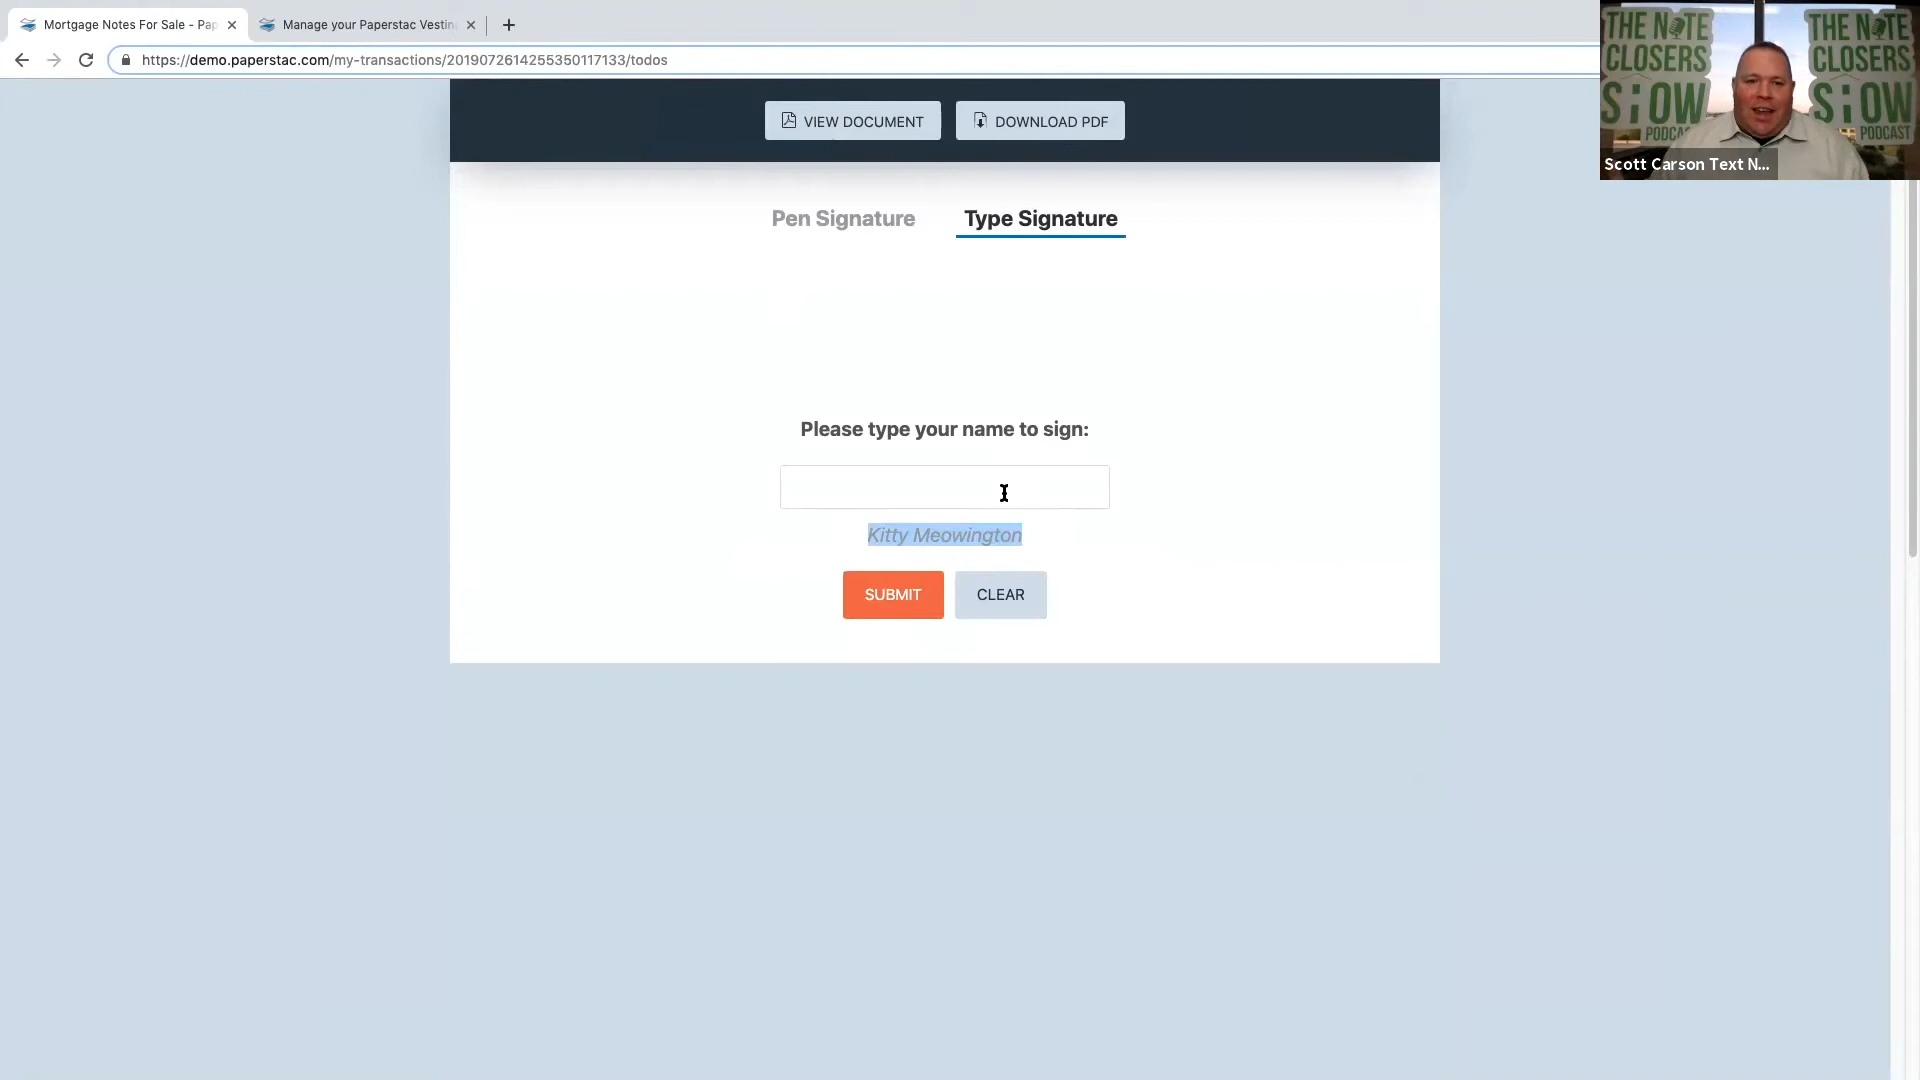 Mortgage Notes For Sale - Pap
Manage your Paperstac Vestin
https://demo.paperstac.com/my-transactions/2019072614255350117133/todos
VIEW DOCUMENT
DOWNLOAD PDF
THE NOTE CLOSERS SHOW PODCAST
THE NOTE CLOSERS SHOW PODCAST
Scott Carson Text N...
Pen Signature
Type Signature
Please type your name to sign:
Kitty Meowington
SUBMIT
CLEAR